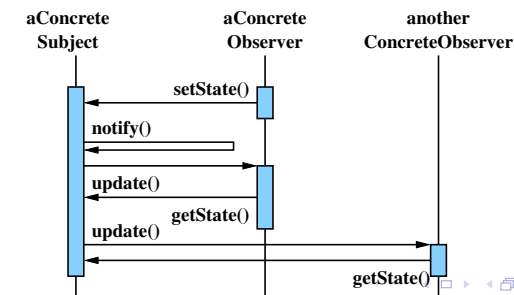 aConcrete
Subject
aConcrete
Observer
another
ConcreteObserver
setState()
notify()
update()
getState()
update()
getState()